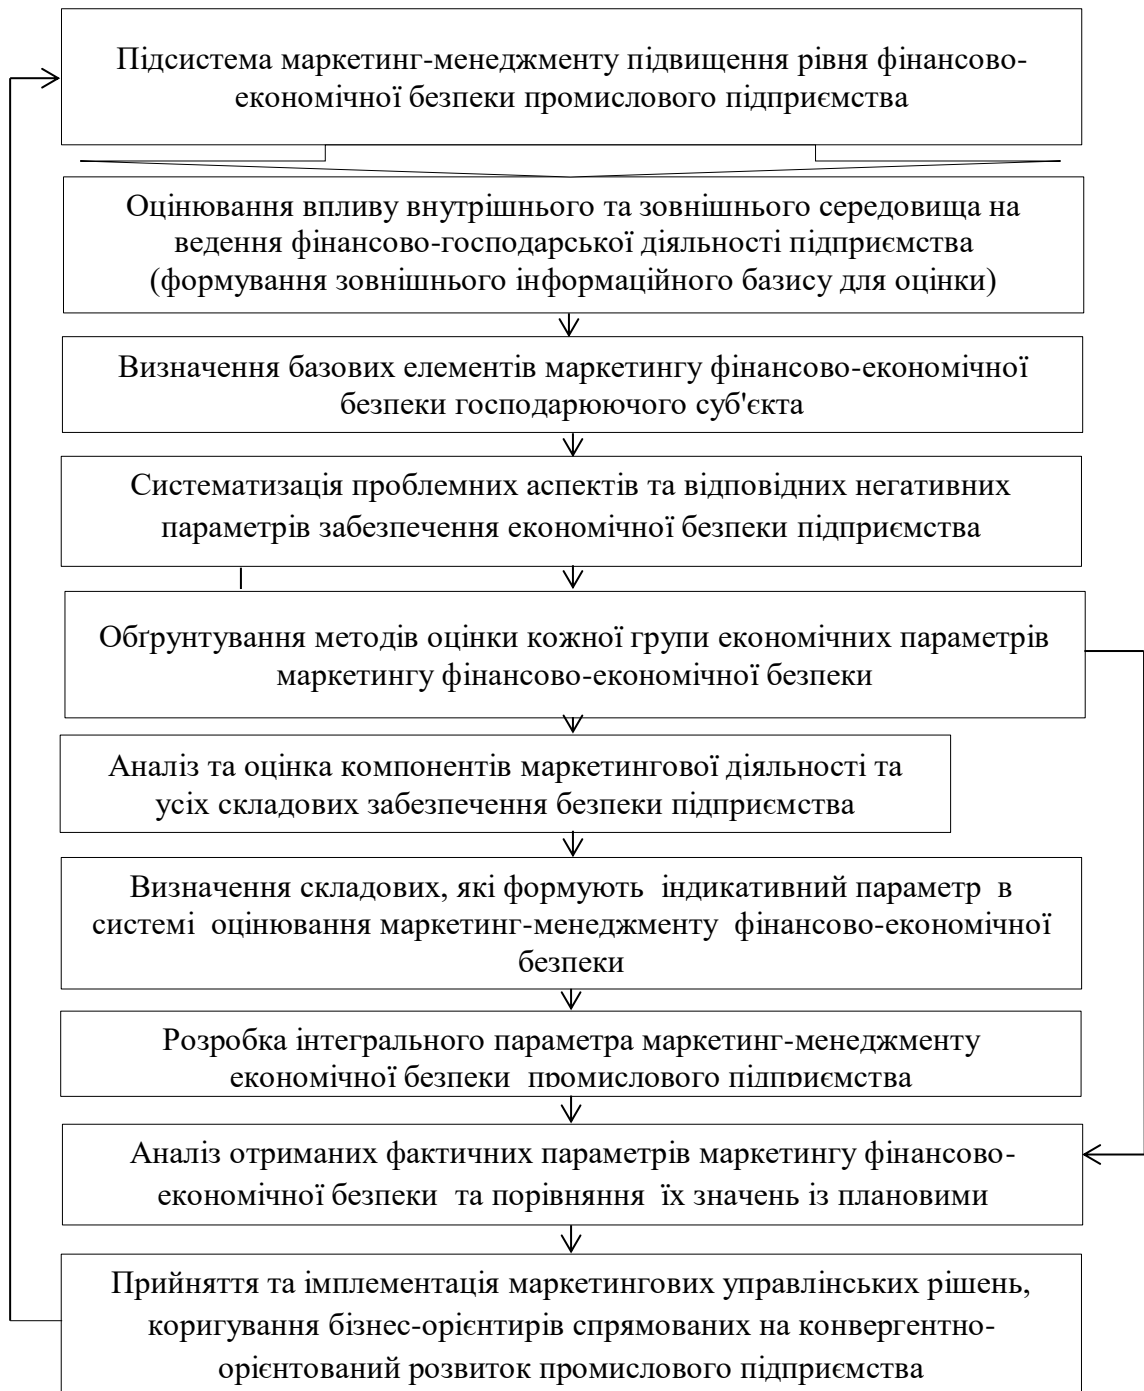 Підсистема маркетинг-менеджменту підвищення рівня фінансово-
економічної безпеки промислового підприємства
Оцінювання впливу внутрішнього та зовнішнього середовища на
ведення фінансово-господарської діяльності підприємства
(формування зовнішнього інформаційного базису для оцінки)
Визначення базових елементів маркетингу фінансово-економічної
безпеки господарюючого суб'єкта
Систематизація проблемних аспектів та відповідних негативних
параметрів забезпечення економічної безпеки підприємства
Обґрунтування методів оцінки кожної групи економічних параметрів
маркетингу фінансово-економічної безпеки
Аналіз та оцінка компонентів маркетингової діяльності та
усіх складових забезпечення безпеки підприємства
Визначення складових, які формують індикативний параметр в
системі оцінювання маркетинг-менеджменту фінансово-економічної
безпеки
Розробка інтегрального параметра маркетинг-менеджменту
економічної безпеки промислового підприємства
Аналіз отриманих фактичних параметрів маркетингу фінансово-
економічної безпеки та порівняння їх значень із плановими
Прийняття та імплементація маркетингових управлінських рішень,
коригування бізнес-орієнтирів спрямованих на конвергентно-
орієнтований розвиток промислового підприємства